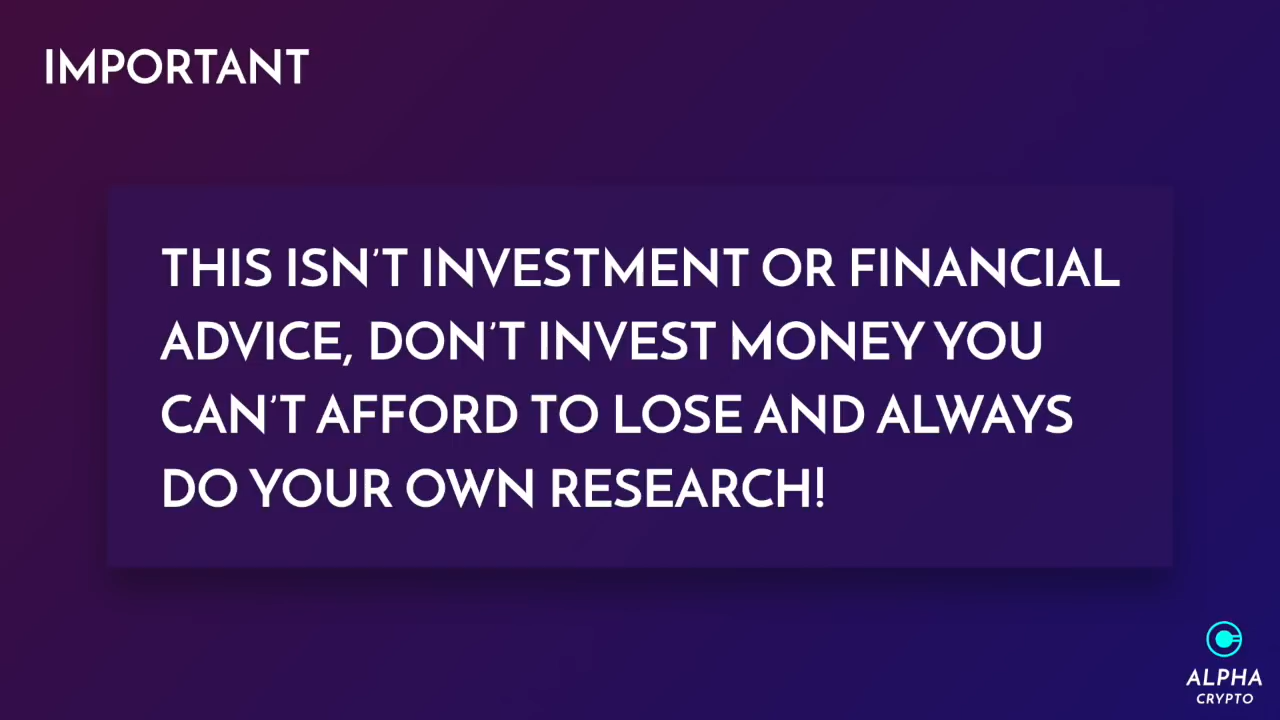 IMPORTANT
THIS ISN'T INVESTMENT OR FINANCIAL
ADVICE, DON'T INVEST MONEY YOU
CAN'T AFFORD TO LOSE AND ALWAYS
DO YOUR OWN RESEARCH!
ALPHA
CRYPTO